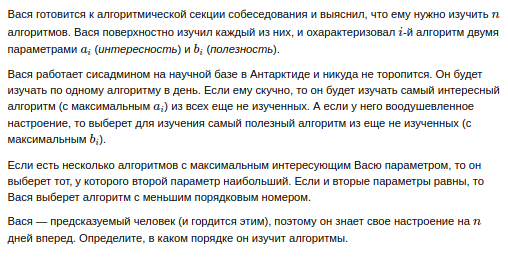 Вася готовится к алгоритмической секции собеседования и выяснил, что ему нужно изучить n
алгоритмов. Вася поверхностно изучил каждый из них, и охарактеризовал i-й алгоритм двумя
параметрами aᵢ (интересность) и bᵢ (полезность).
Вася работает сисадмином на научной базе в Антарктиде и никуда не торопится. Он будет
изучать по одному алгоритму в день. Если ему скучно, то он будет изучать самый интересный
алгоритм (с максимальным aᵢ) из всех еще не изученных. А если у него воодушевленное
настроение, то выберет для изучения самый полезный алгоритм из еще не изученных (с
максимальным bᵢ).
Если есть несколько алгоритмов с максимальным интересующим Васю параметром, то он
выберет тот, у которого второй параметр наибольший. Если и вторые параметры равны, то
Вася выберет алгоритм с меньшим порядковым номером.
Вася — предсказуемый человек (и гордится этим), поэтому он знает свое настроение на n
дней вперед. Определите, в каком порядке он изучит алгоритмы.